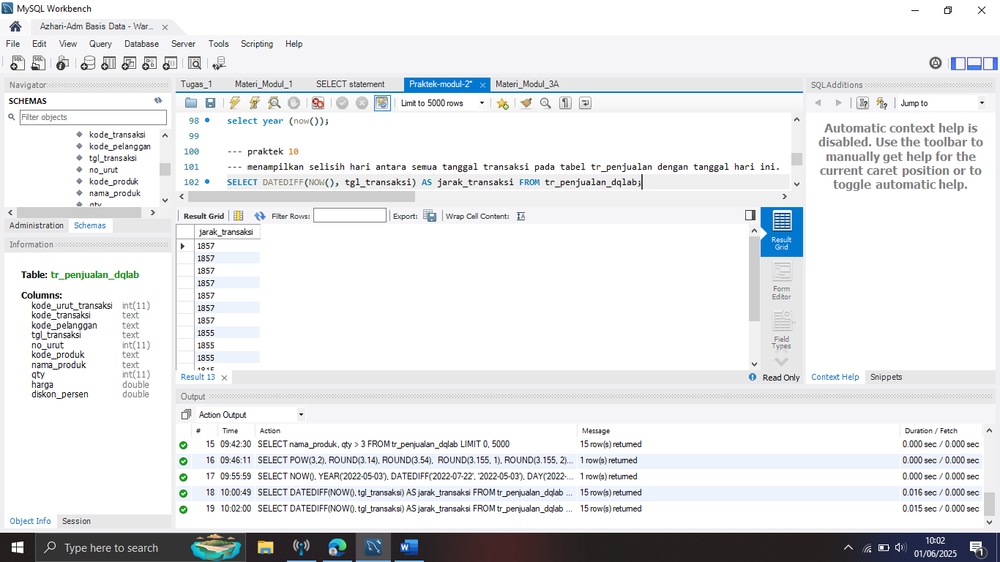 MySQL Workbench
Azhari-Adm Basis Data - War...
File Edit View Query Database Server Tools Scripting Help
Navigator
SCHEMAS
Filter objects
kode_transaksi
kode_pelanggan
tgl_transaksi
no_urut
kode_produk
nama_produk
qty
Administration Schemas
Information
Table: tr_penjualan_dqlab
Columns:
kode_urut_transaksi int(11)
kode_transaksi text
kode_pelanggan text
tgl_transaksi text
no_urut int(11)
kode_produk text
nama_produk text
qty int(11)
harga double
diskon_persen double
Object Info Session
Tugas_1 Materi_Modul_1 SELECT statement Praktek-modul-2* Materi_Modul_3A
Limit to 5000 rows
98 select year (now());
99
100 --- praktek 10
101 --- menampilkan selisih hari antara semua tanggal transaksi pada tabel tr_penjualan dengan tanggal hari ini.
102 SELECT DATEDIFF(NOW(), tgl_transaksi) AS jarak_transaksi FROM tr_penjualan_dqlab;
Result Grid Filter Rows: Export: Wrap Cell Content:
jarak_transaksi
1857
1857
1857
1857
1857
1857
1857
1855
1855
1855
1815
Result 13
Result Grid
Form Editor
Field Types
Read Only
SQLAdditions
Jump to
Automatic context help is
disabled. Use the toolbar to
manually get help for the
current caret position or to
toggle automatic help.
Context Help Snippets
Output
Action Output
# Time Action Message Duration / Fetch
15 09:42:30 SELECT nama_produk, qty > 3 FROM tr_penjualan_dqlab LIMIT 0, 5000 15 row(s) returned 0.000 sec / 0.000 sec
16 09:46:11 SELECT POW(3,2), ROUND(3.14), ROUND(3.54), ROUND(3.155, 1), ROUND(3.155, 2)... 1 row(s) returned 0.000 sec / 0.000 sec
17 09:55:59 SELECT NOW(), YEAR('2022-05-03'), DATEDIFF('2022-07-22', '2022-05-03'), DAY('2022-... 1 row(s) returned 0.000 sec / 0.000 sec
18 10:00:49 SELECT DATEDIFF(NOW(), tgl_transaksi) AS jarak_transaksi FROM tr_penjualan_dqlab ... 15 row(s) returned 0.016 sec / 0.000 sec
19 10:02:00 SELECT DATEDIFF(NOW(), tgl_transaksi) AS jarak_transaksi FROM tr_penjualan_dqlab ... 15 row(s) returned 0.015 sec / 0.000 sec
Type here to search
10:02
01/06/2025
1